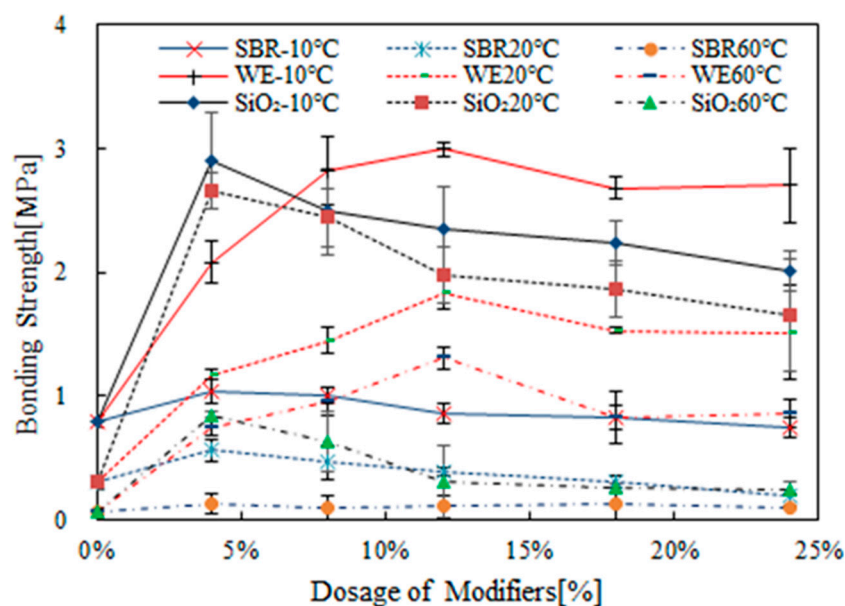 4
SBR-10℃ SBR20℃ SBR60℃
WE-10℃ WE20℃ WE60℃
SiO₂-10℃ SiO₂20℃ SiO₂60℃
3
2
1
0
Bonding Strength[MPa]
0% 5% 10% 15% 20% 25%
Dosage of Modifiers[%]